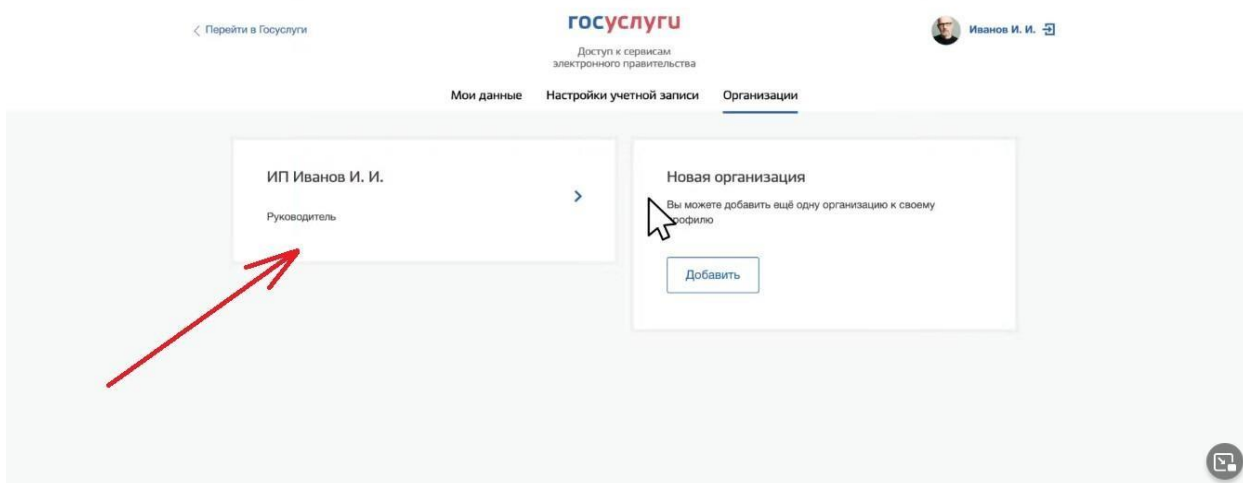 Перейти в Госуслуги
госуслуги
Иванов И. И.
Доступ к сервисам
электронного правительства
Мои данные Настройки учетной записи Организации
ИП Иванов И. И.
Руководитель
Новая организация
Вы можете добавить ещё одну организацию к своему
рофилю
Добавить